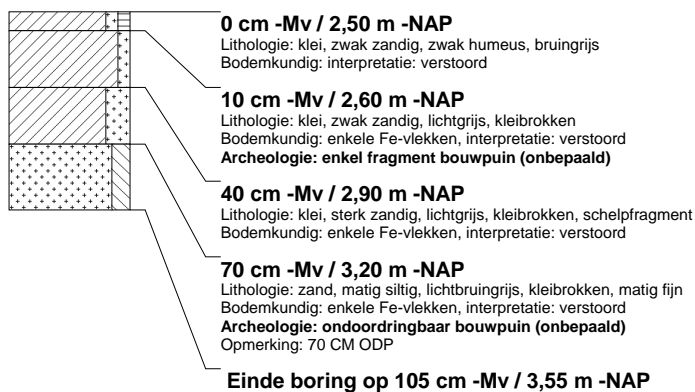 0 cm -Mv / 2,50 m -NAP
Lithologie: klei, zwak zandig, zwak humeus, bruingrijs
Bodemkundig: interpretatie: verstoord
10 cm -Mv / 2,60 m -NAP
Lithologie: klei, zwak zandig, lichtgrijs, kleibrokken
Bodemkundig: enkele Fe-vlekken, interpretatie: verstoord
Archeologie: enkel fragment bouwpuin (onbepaald)
40 cm -Mv / 2,90 m -NAP
Lithologie: klei, sterk zandig, lichtgrijs, kleibrokken, schelpfragment
Bodemkundig: enkele Fe-vlekken, interpretatie: verstoord
70 cm -Mv / 3,20 m -NAP
Lithologie: zand, matig siltig, lichtbruingrijs, kleibrokken, matig fijn
Bodemkundig: enkele Fe-vlekken, interpretatie: verstoord
Archeologie: ondoordringbaar bouwpuin (onbepaald)
Opmerking: 70 CM ODP
Einde boring op 105 cm -Mv / 3,55 m -NAP